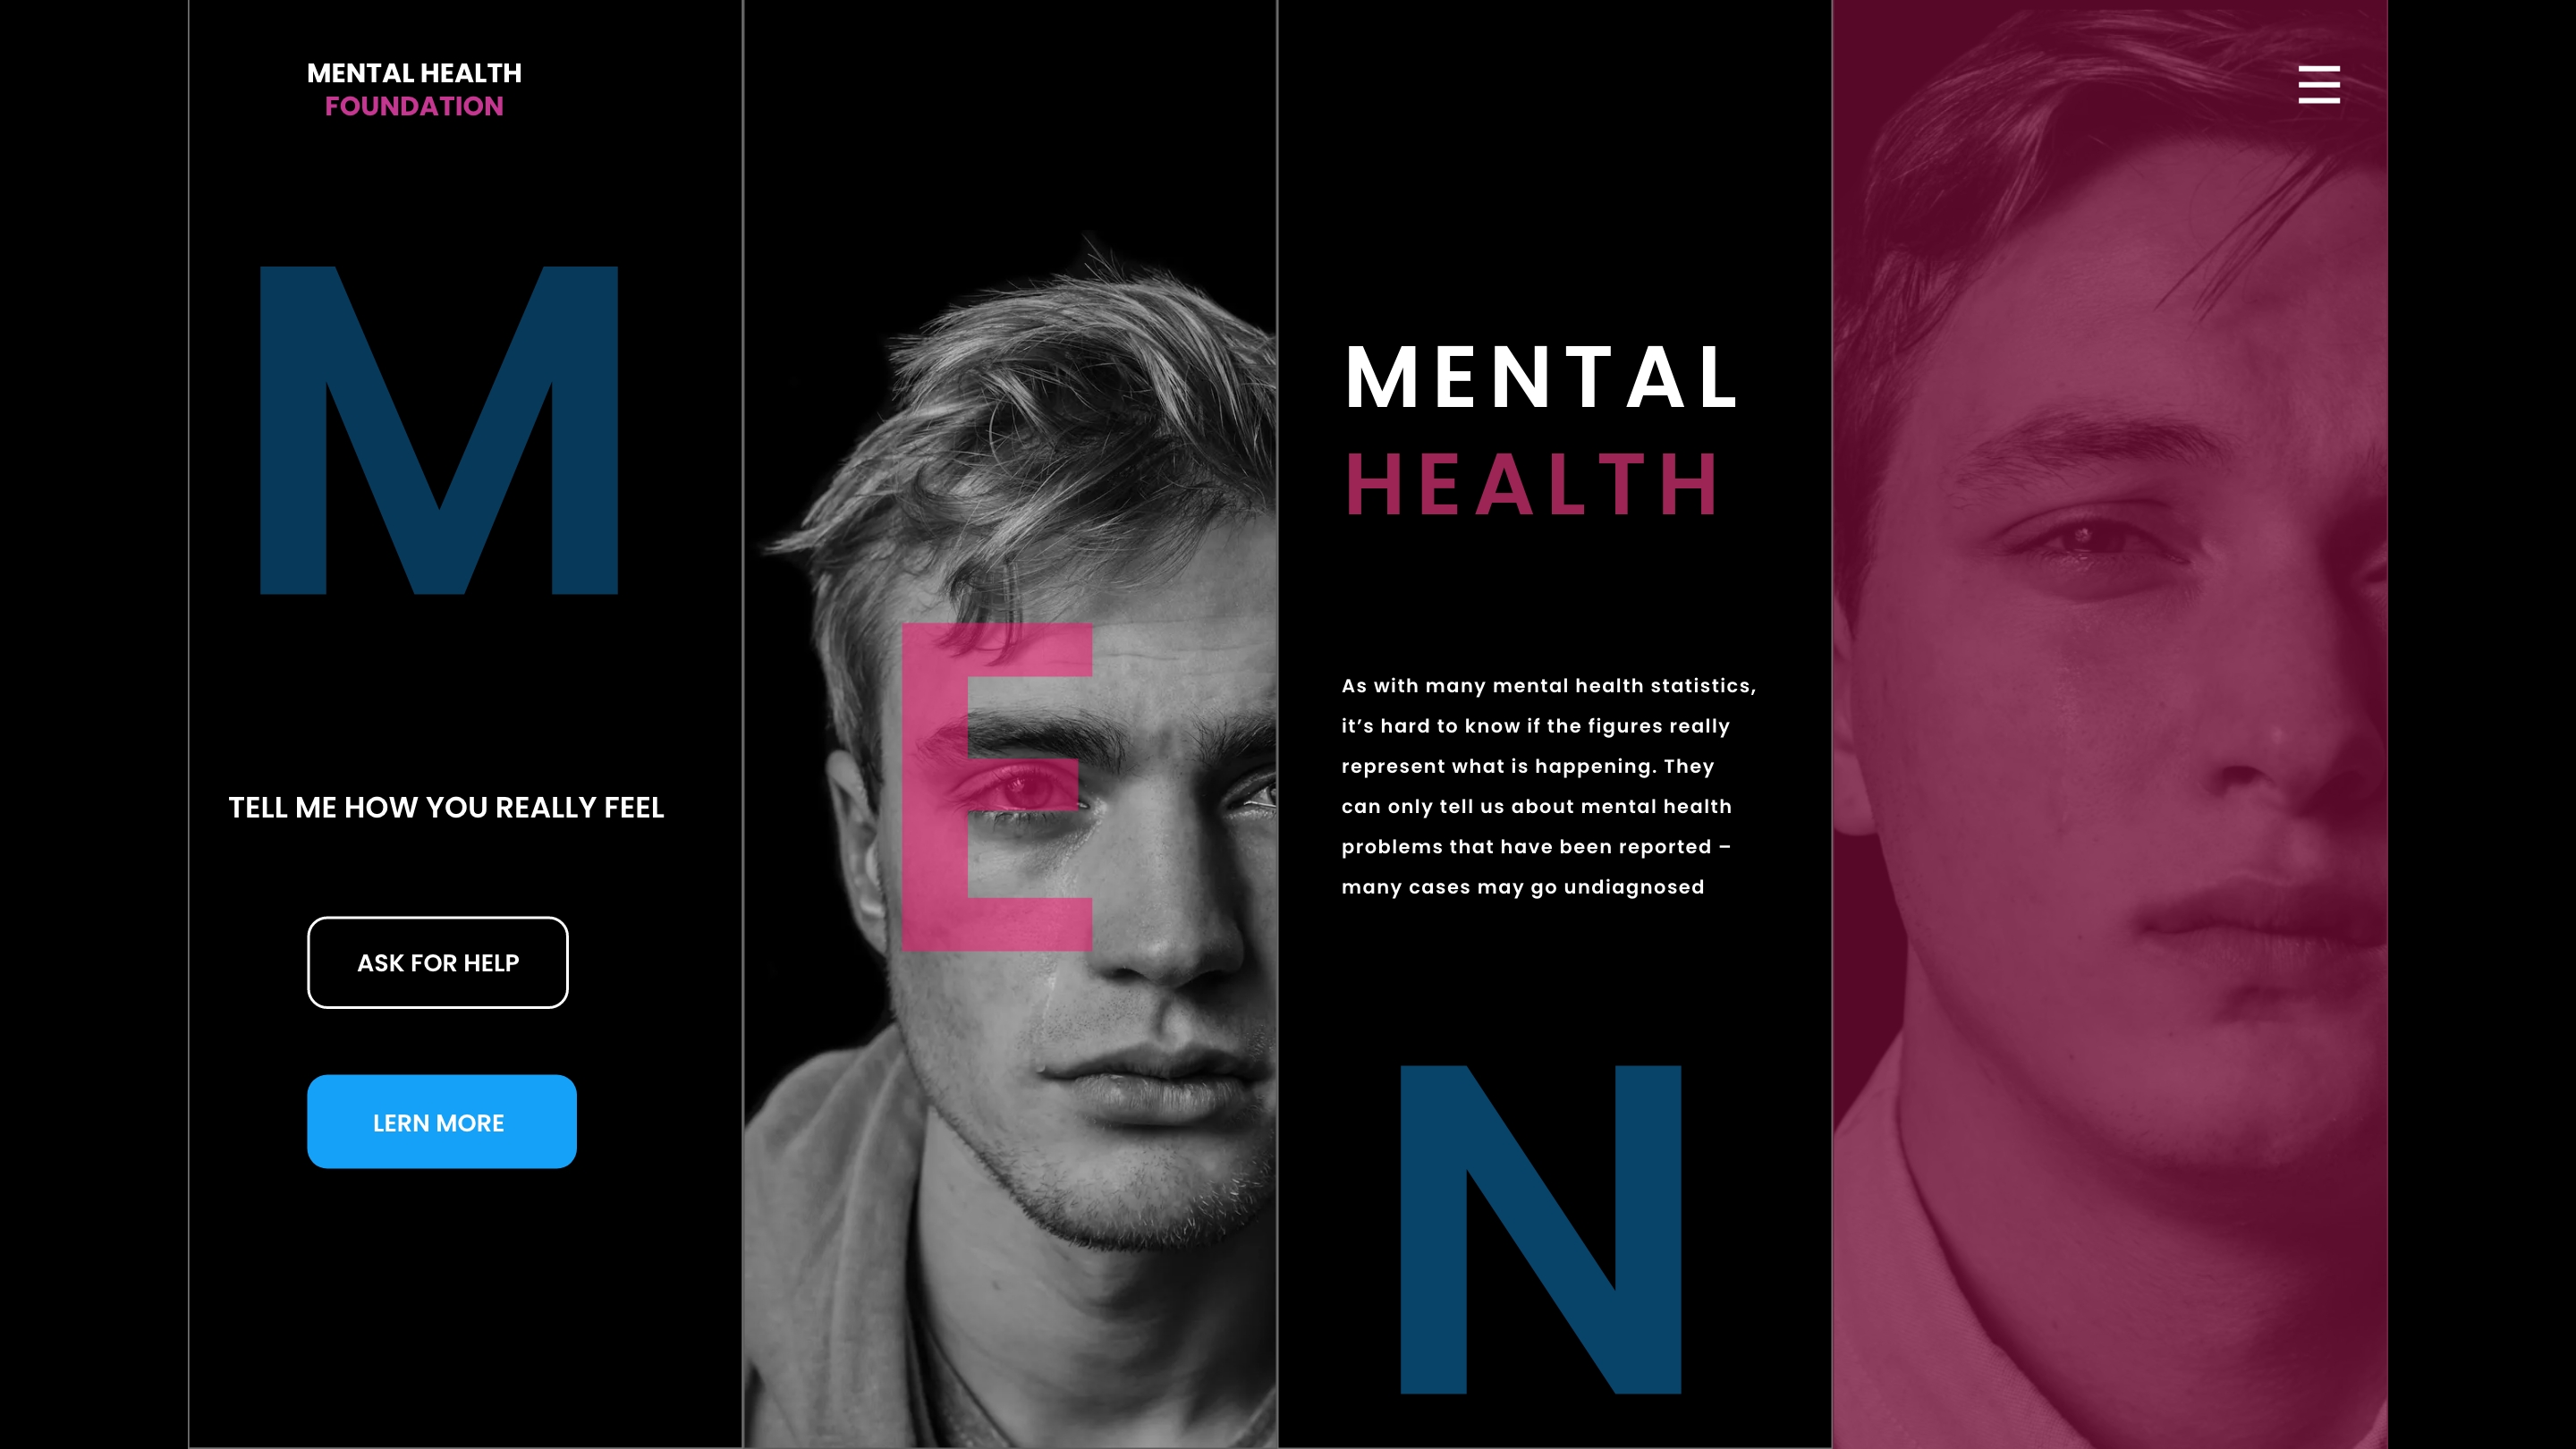 MENTAL HEALTH
FOUNDATION
M
TELL ME HOW YOU REALLY FEEL
ASK FOR HELP
LERN MORE
E
MENTAL
HEALTH
As with many mental health statistics,
it’s hard to know if the figures really
represent what is happening. They
can only tell us about mental health
problems that have been reported –
many cases may go undiagnosed
N